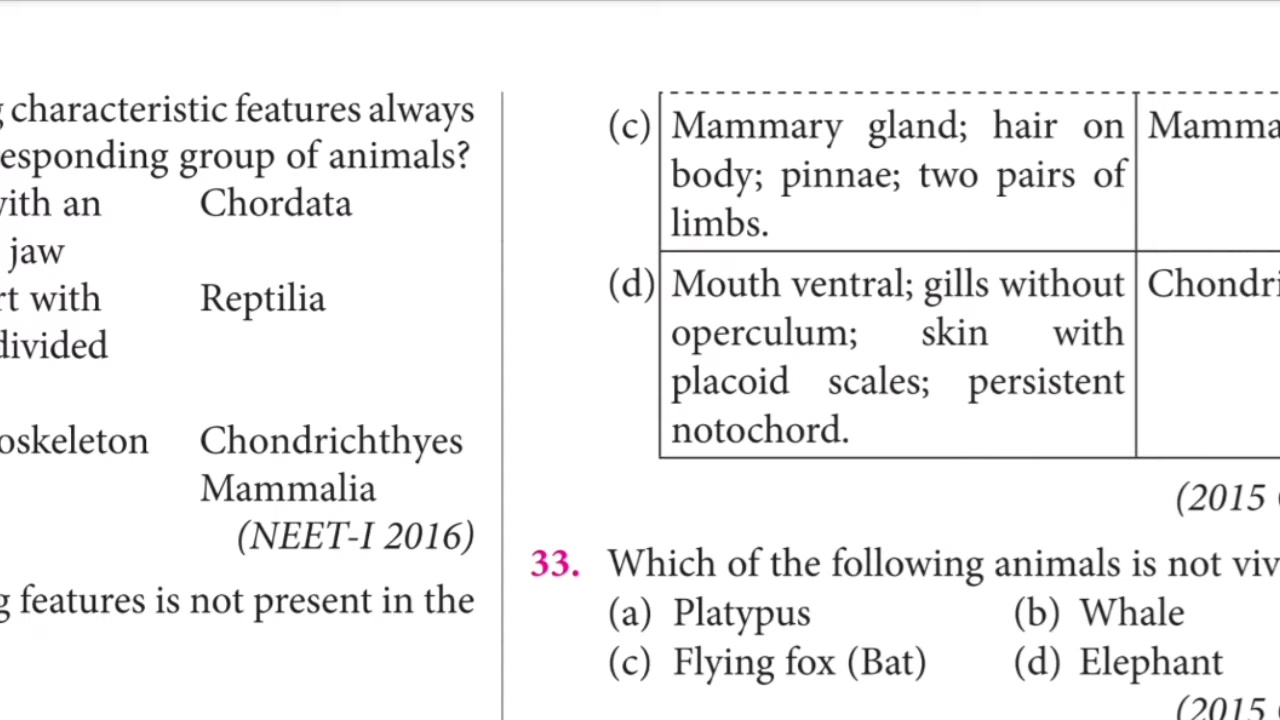 characteristic features always
esponding group of animals?
with an Chordata
jaw
rt with Reptilia
divided
oskeleton Chondrichthyes
Mammalia
(NEET-I 2016)
g features is not present in the
(c) Mammary gland; hair on Mamma
body; pinnae; two pairs of
limbs.
(d) Mouth ventral; gills without Chondri
operculum; skin with
placoid scales; persistent
notochord.
(2015
33. Which of the following animals is not viv
(a) Platypus (b) Whale
(c) Flying fox (Bat) (d) Elephant
(2015